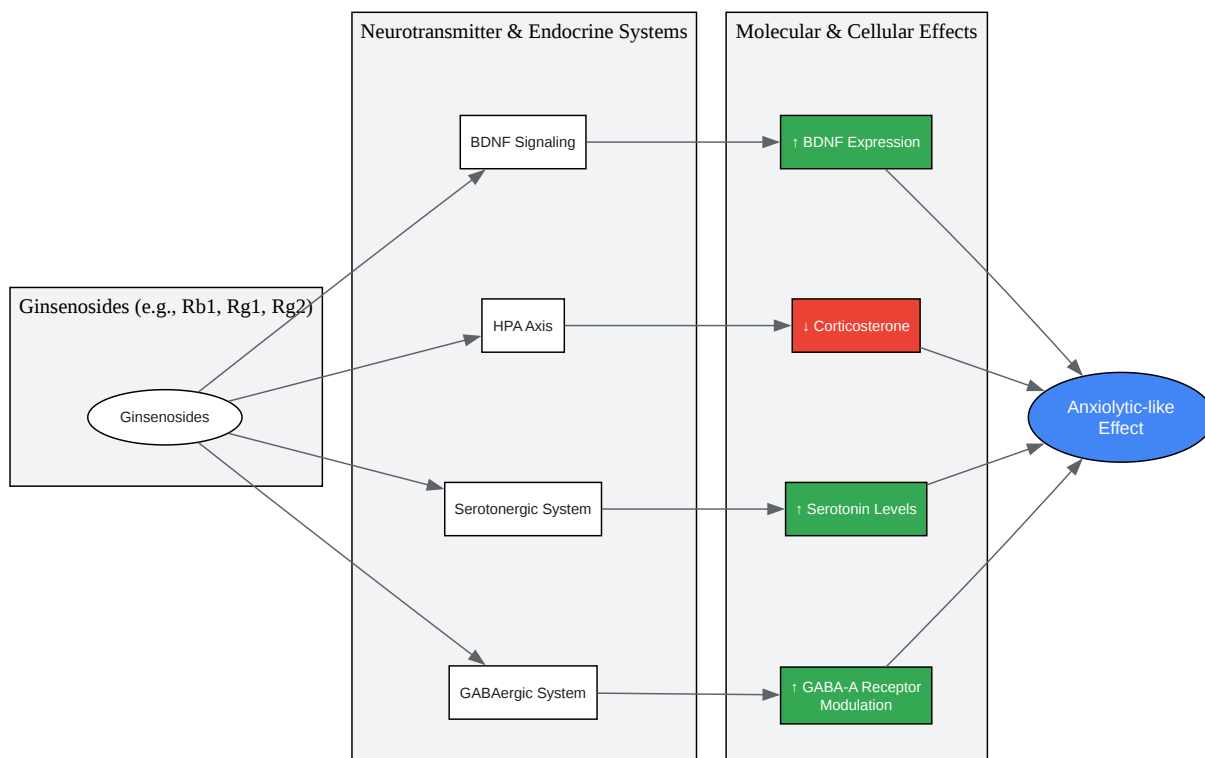 Neurotransmitter & Endocrine Systems
Molecular & Cellular Effects
BDNF Signaling
↑ BDNF Expression
Ginsenosides (e.g., Rb1, Rg1, Rg2)
HPA Axis
↓ Corticosterone
Ginsenosides
Anxiolytic-like
Effect
Serotonergic System
↑ Serotonin Levels
GABAergic System
↑ GABA-A Receptor
Modulation